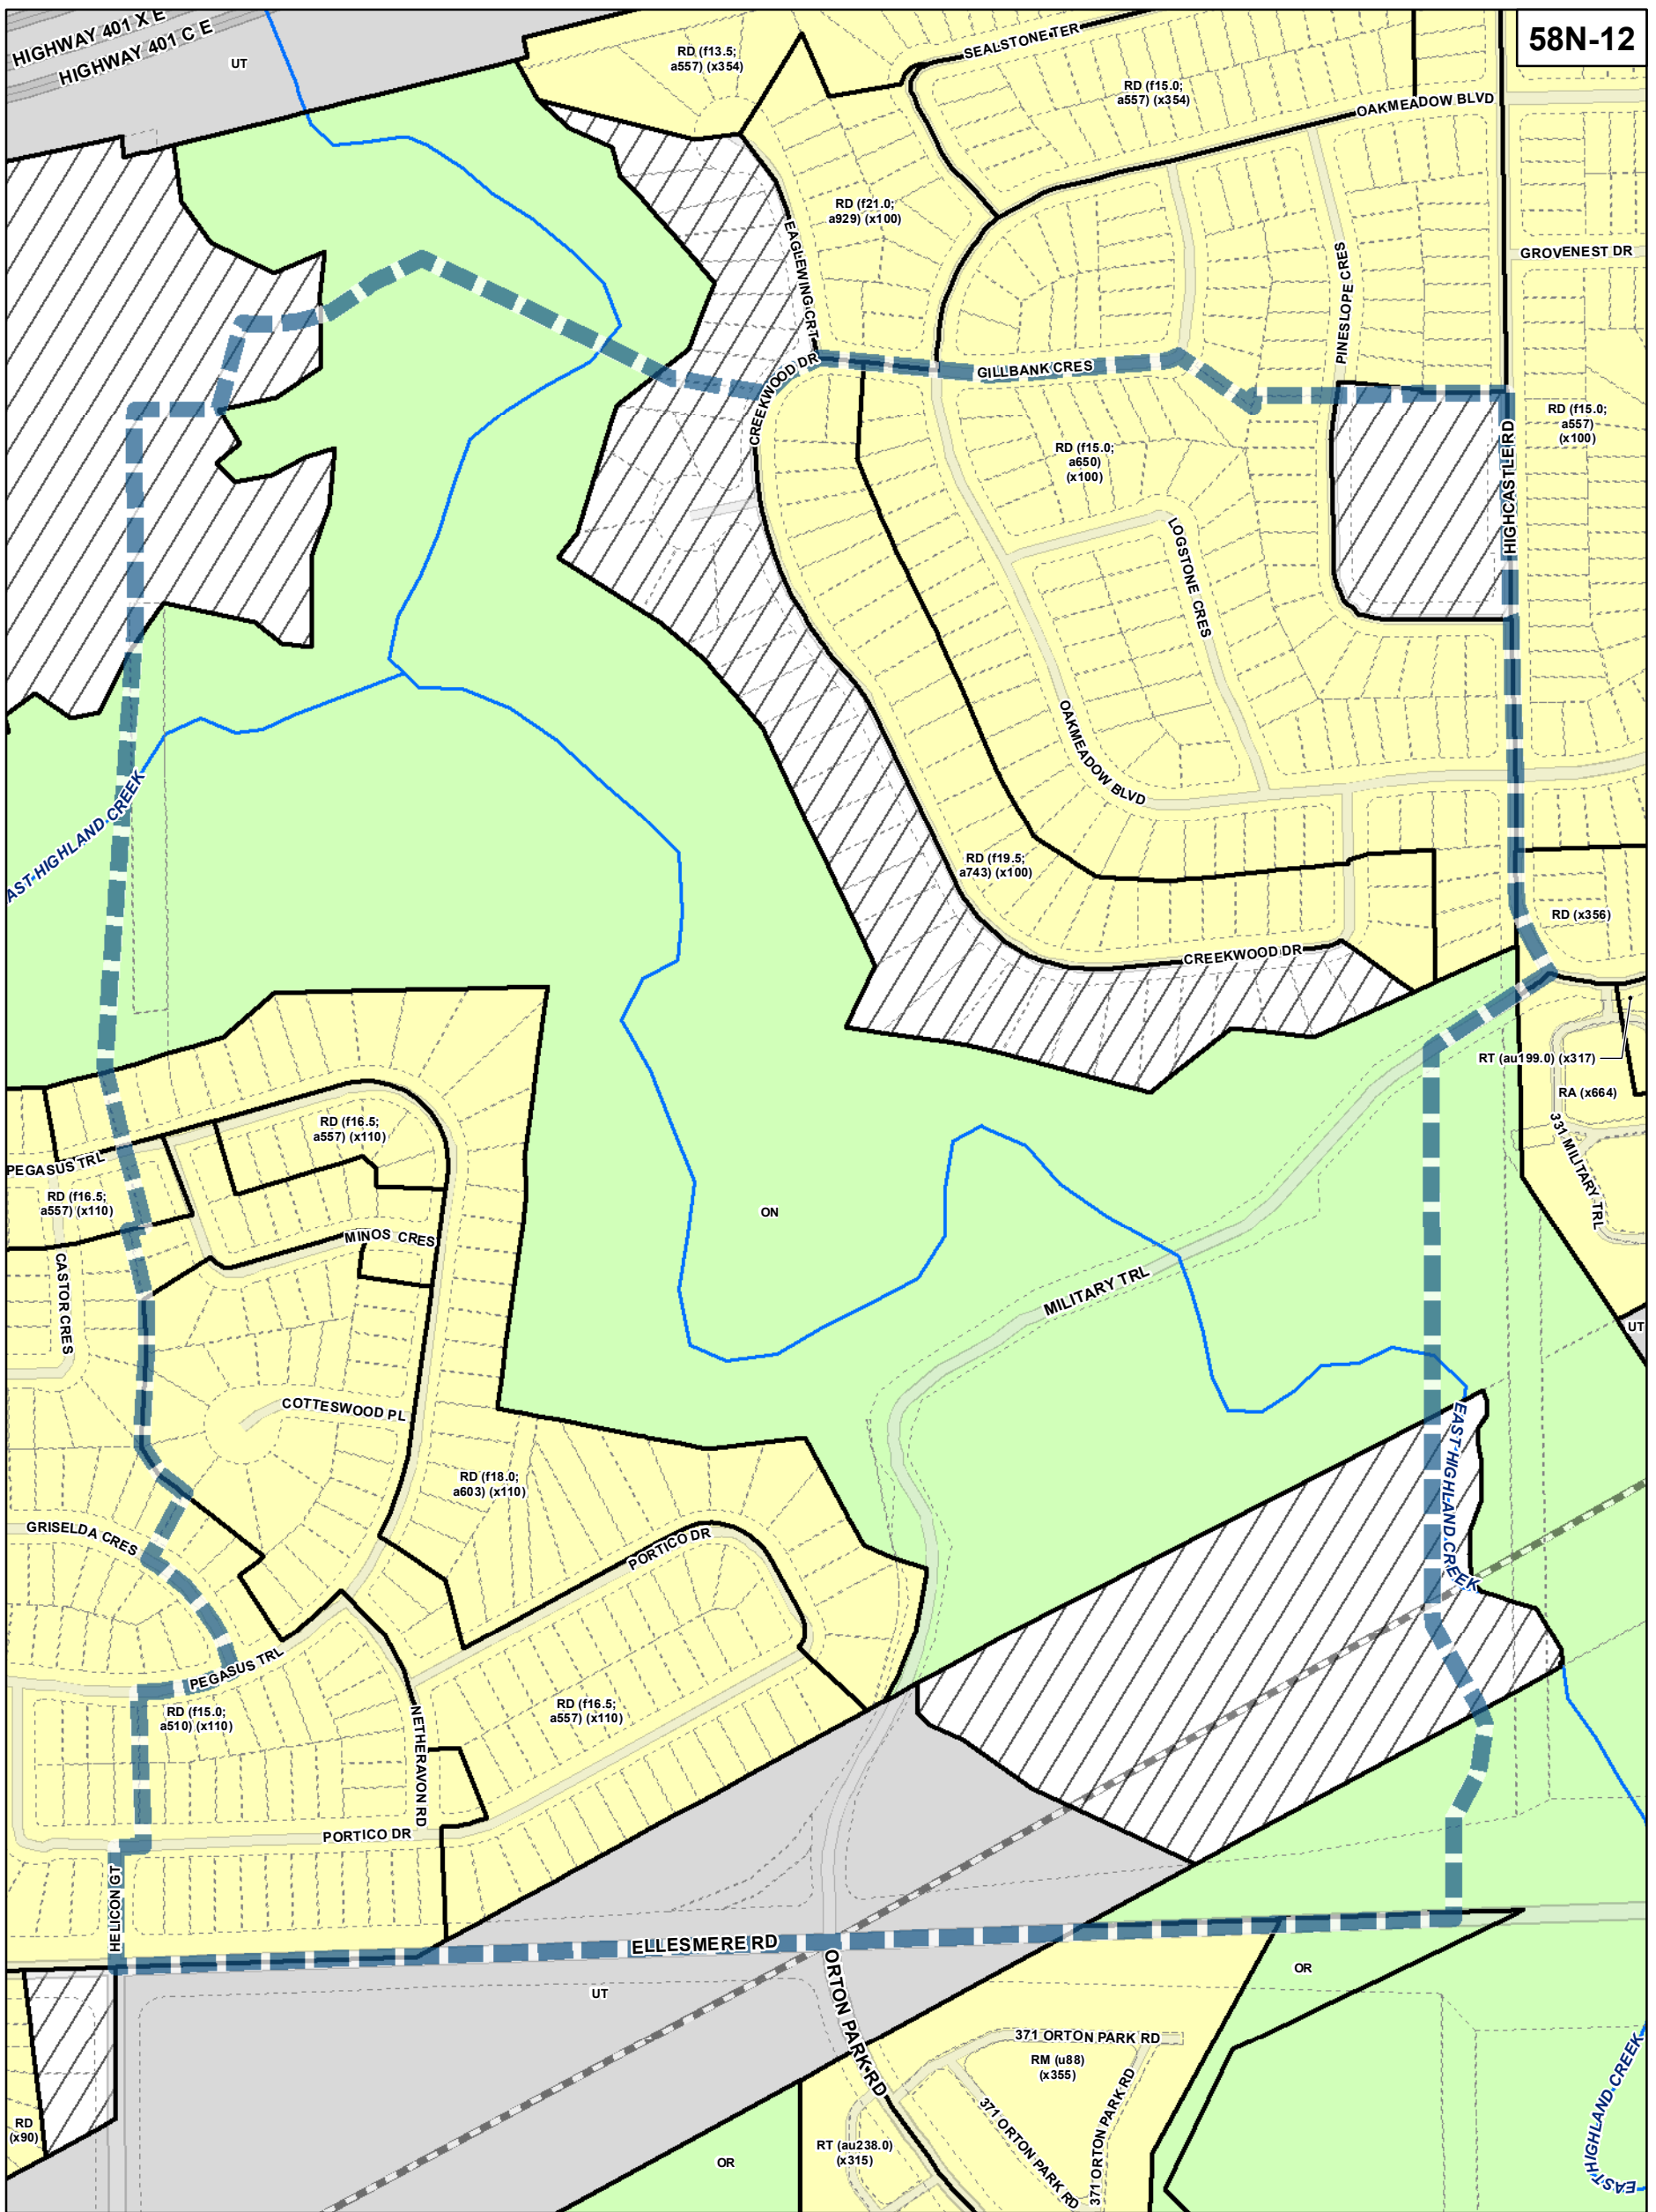 58N-12
HIGHWAY 401 X E
HIGHWAY 401 C E
UT
RD (f13.5;
a557) (x354)
SEALSTONE TER
RD (f15.0;
a557) (x354)
OAKMEADOW BLVD
RD (f21.0;
a929) (x100)
EAGLEWING CRT
PINESLOPE CRES
GROVENEST DR
CREEKWOOD DR
GILLBANK CRES
RD (f15.0;
a650)
(x100)
HIGHCASTLE RD
RD (f15.0;
a557)
(x100)
LOGSTONE CRES
OAKMEADOW BLVD
AST HIGHLAND CREEK
RD (f19.5;
a743) (x100)
RD (x356)
CREEKWOOD DR
RT (au199.0) (x317)
RA (x664)
331 MILITARY TRL
RD (f16.5;
a557) (x110)
PEGASUS TRL
RD (f16.5;
a557) (x110)
ON
MINOS CRES
CASTOR CRES
MILITARY TRL
UT
COTTESWOOD PL
EAST HIGHLAND CREEK
RD (f18.0;
a603) (x110)
GRISELDA CRES
PORTICO DR
PEGASUS TRL
RD (f15.0;
a510) (x110)
NETHERAVON RD
RD (f16.5;
a557) (x110)
PORTICO DR
HELICON GT
ELLESMERE RD
ORTON PARK RD
UT
OR
371 ORTON PARK RD
RM (u88)
(x355)
371 ORTON PARK RD
371 ORTON PARK RD
RD
(x90)
RT (au238.0)
(x315)
OR
HIGHLAND CREEK
EAST